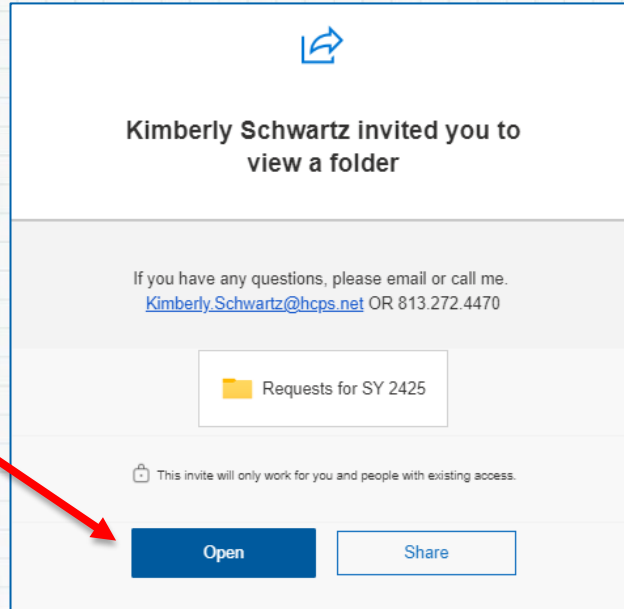 Kimberly Schwartz invited you to
view a folder
If you have any questions, please email or call me.
Kimberly.Schwartz@hcps.net OR 813.272.4470
Requests for SY 2425
This invite will only work for you and people with existing access.
Open
Share